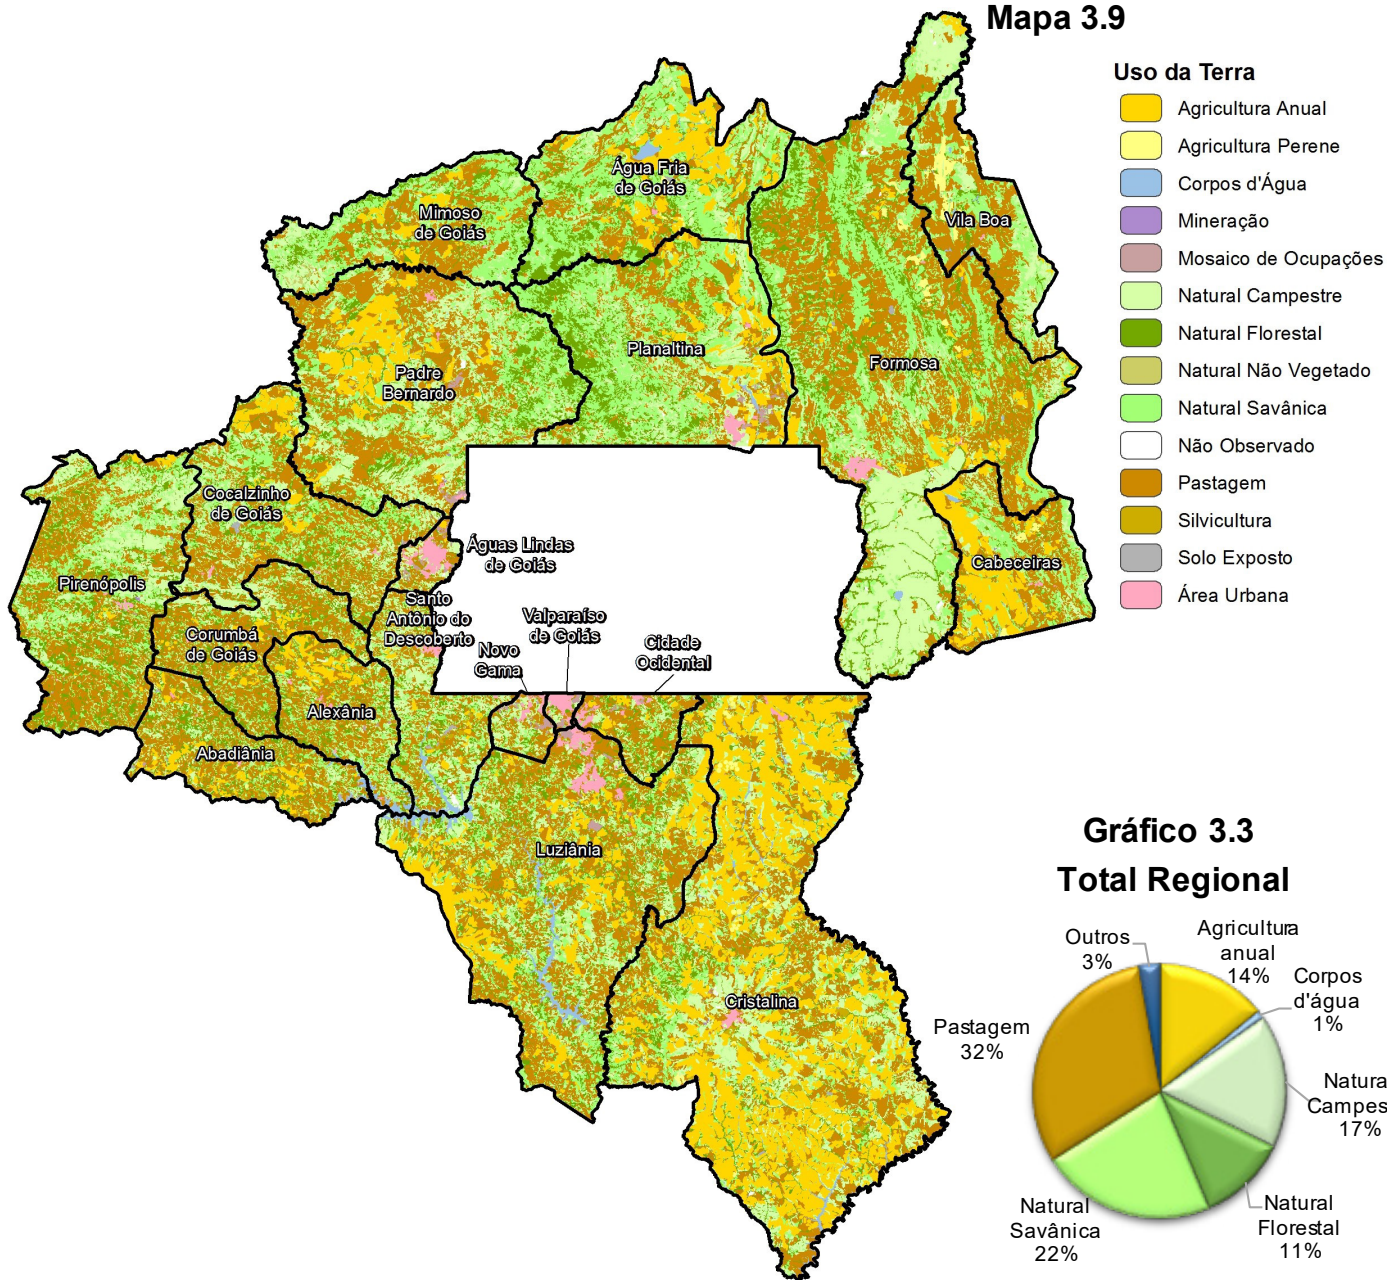 Mapa 3.9
Uso da Terra
Agricultura Anual
Agricultura Perene
Corpos d'Água
Mineração
Mosaico de Ocupações
Natural Campestre
Natural Florestal
Natural Não Vegetado
Natural Savânica
Não Observado
Pastagem
Silvicultura
Solo Exposto
Área Urbana
Água Fria
de Goiás
Mimoso
de Goiás
Vila Boa
Planaltina
Formosa
Padre
Bernardo
Cocalzinho
de Goiás
Águas Lindas
de Goiás
Cabeceiras
Pirenópolis
Santo
Antônio do
Descoberto
Valparaíso
de Goiás
Novo
Gama
Cidade
Ocidental
Corumbá
de Goiás
Alexânia
Abadiânia
Luziânia
Cristalina
Gráfico 3.3
Total Regional
Outros
3%
Agricultura
anual
14%
Corpos
d'água
1%
Pastagem
32%
Natura
Campes
17%
Natural
Savânica
22%
Natural
Florestal
11%